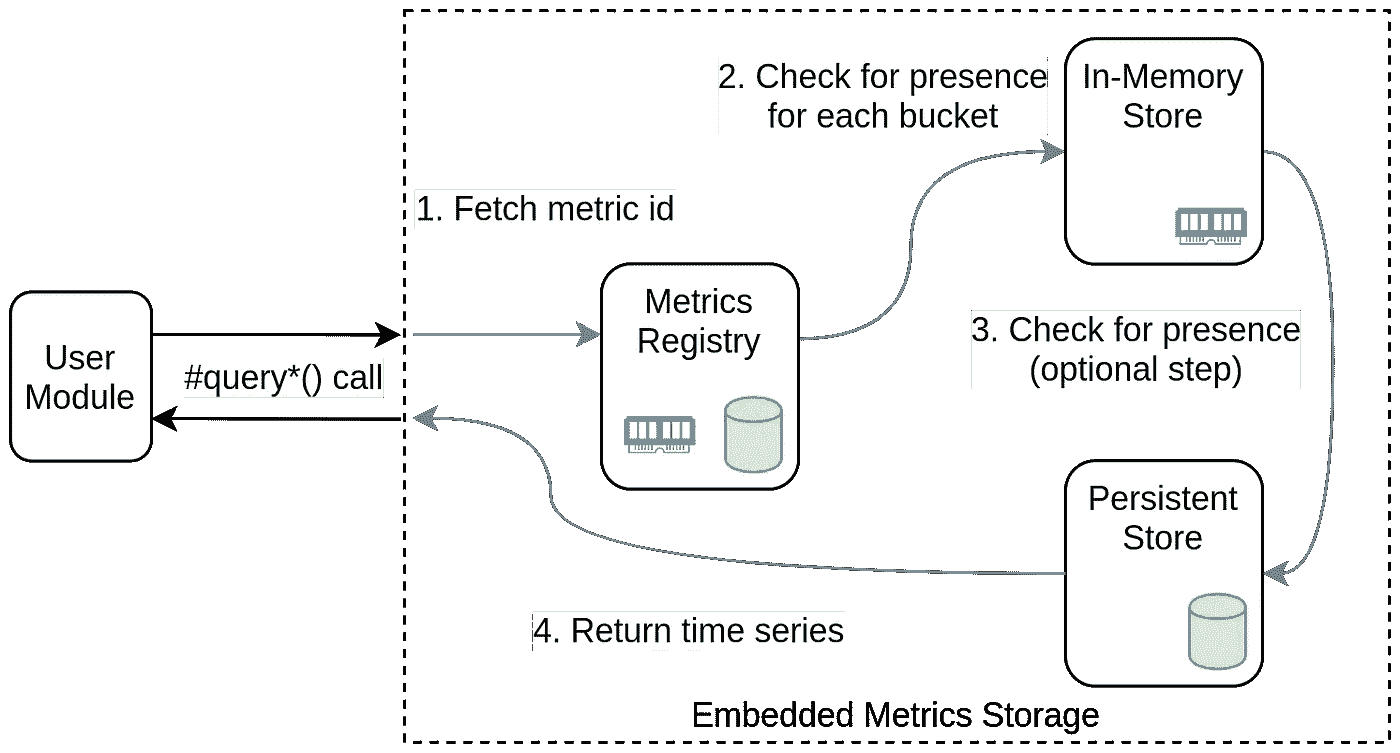 2. Check for presence
for each bucket
In-Memory
Store
1. Fetch metric id
Metrics
Registry
User
Module
#query*() call
3. Check for presence
(optional step)
Persistent
Store
4. Return time series
Embedded Metrics Storage